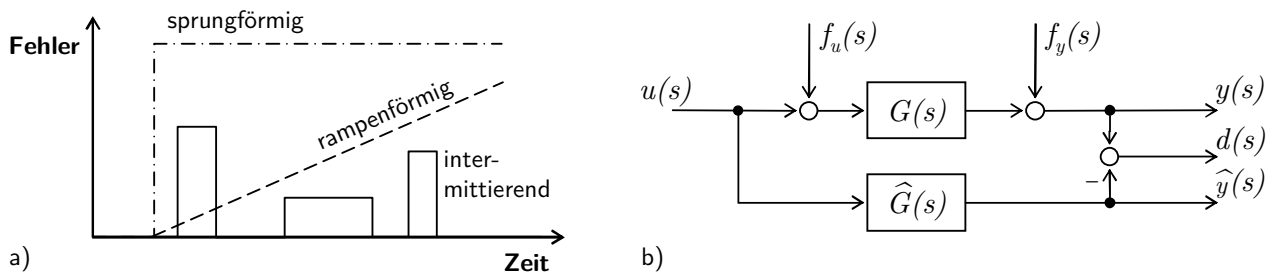 sprungförmig
Fehler
rampenförmig
inter-
mittierend
Zeit
a)
f_u(s)
f_y(s)
u(s)
G(s)
y(s)
d(s)
–
Ĝ(s)
ŷ(s)
b)